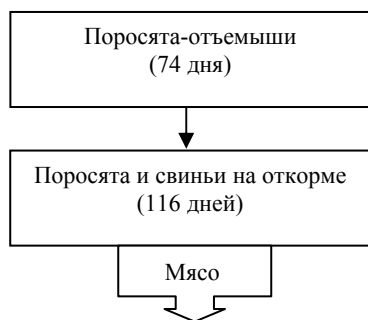 Поросята-отъемыши
(74 дня)
Поросята и свиньи на откорме
(116 дней)
Мясо